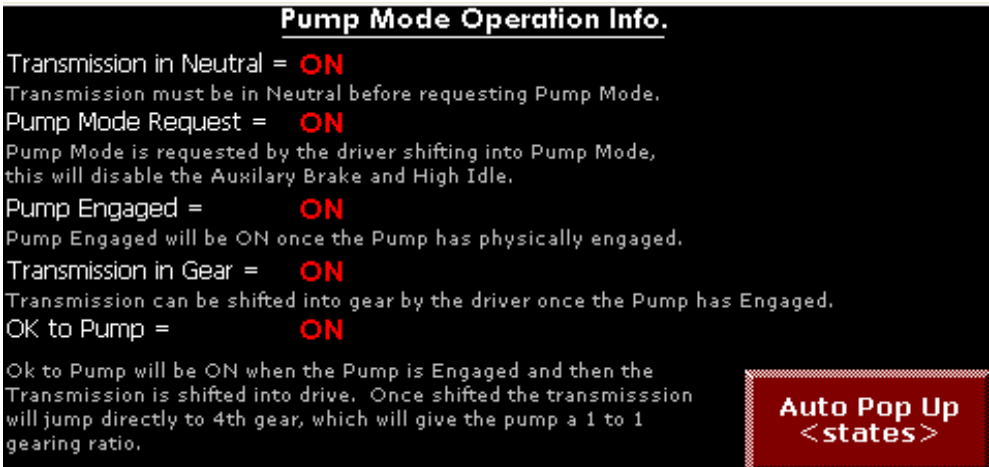 Pump Mode Operation Info.
Transmission in Neutral = ON
Transmission must be in Neutral before requesting Pump Mode.
Pump Mode Request = ON
Pump Mode is requested by the driver shifting into Pump Mode,
this will disable the Auxilary Brake and High Idle.
Pump Engaged = ON
Pump Engaged will be ON once the Pump has physically engaged.
Transmission in Gear = ON
Transmission can be shifted into gear by the driver once the Pump has Engaged.
OK to Pump = ON
Ok to Pump will be ON when the Pump is Engaged and then the
Transmission is shifted into drive.  Once shifted the transmisssion
will jump directly to 4th gear, which will give the pump a 1 to 1
gearing ratio.
Auto Pop Up
<states>